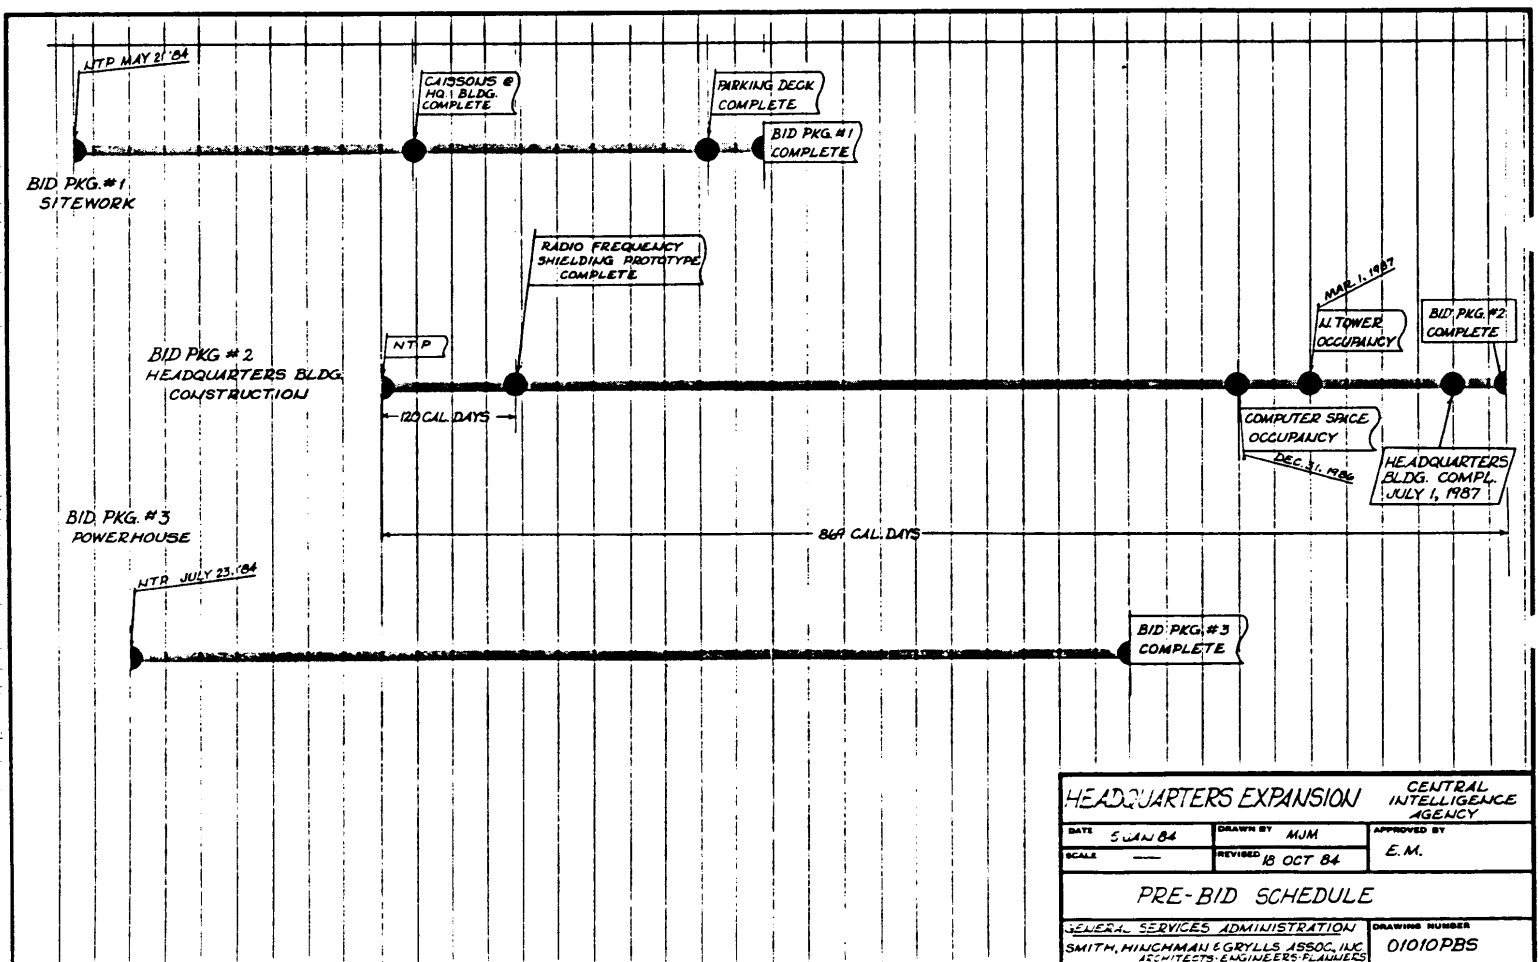 NTP MAY 21 '84
CAISSONS @
HQ. BLDG.
COMPLETE
PARKING DECK
COMPLETE
BID PKG. #1
COMPLETE
BID PKG. #1
SITEWORK
RADIO FREQUENCY
SHIELDING PROTOTYPE
COMPLETE
MAR. 1, 1987
N. TOWER
OCCUPANCY
BID PKG. #2
COMPLETE
NTP
BID PKG #2
HEADQUARTERS BLDG.
CONSTRUCTION
120 CAL. DAYS
COMPUTER SPACE
OCCUPANCY
DEC. 31, 1986
HEADQUARTERS
BLDG. COMPL.
JULY 1, 1987
BID PKG. #3
POWERHOUSE
CAL. DAYS
NTP JULY 23, '84
BID PKG. #3
COMPLETE
HEADQUARTERS EXPANSION
CENTRAL
INTELLIGENCE
AGENCY
DATE 5 JAN 84
DRAWN BY MJM
APPROVED BY
E.M.
SCALE —
REVISED 18 OCT 84
PRE-BID SCHEDULE
GENERAL SERVICES ADMINISTRATION
SMITH, HINCHMAN & GRYLLS ASSOC., INC.
ARCHITECTS·ENGINEERS·PLANNERS
DRAWING NUMBER
01010PBS